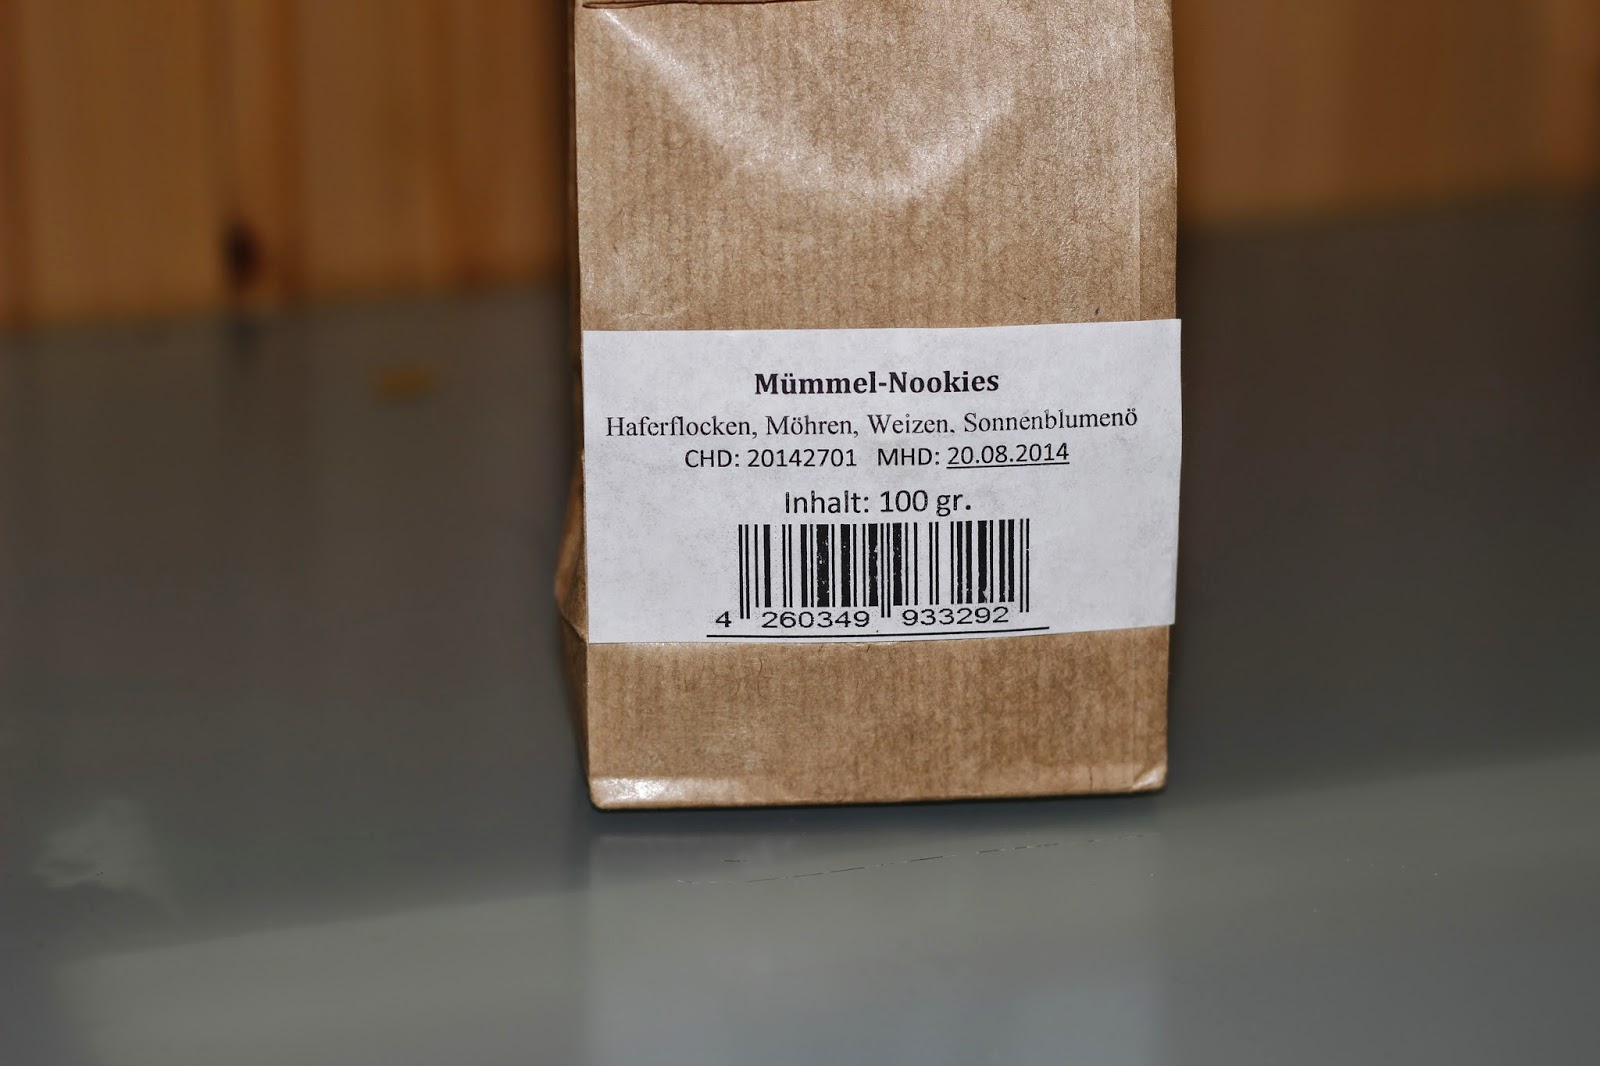 Mümmel-Nookies
Haferflocken, Möhren, Weizen, Sonnenblumenö
CHD: 20142701 MHD: 20.08.2014
Inhalt: 100 gr.
4 260349 933292